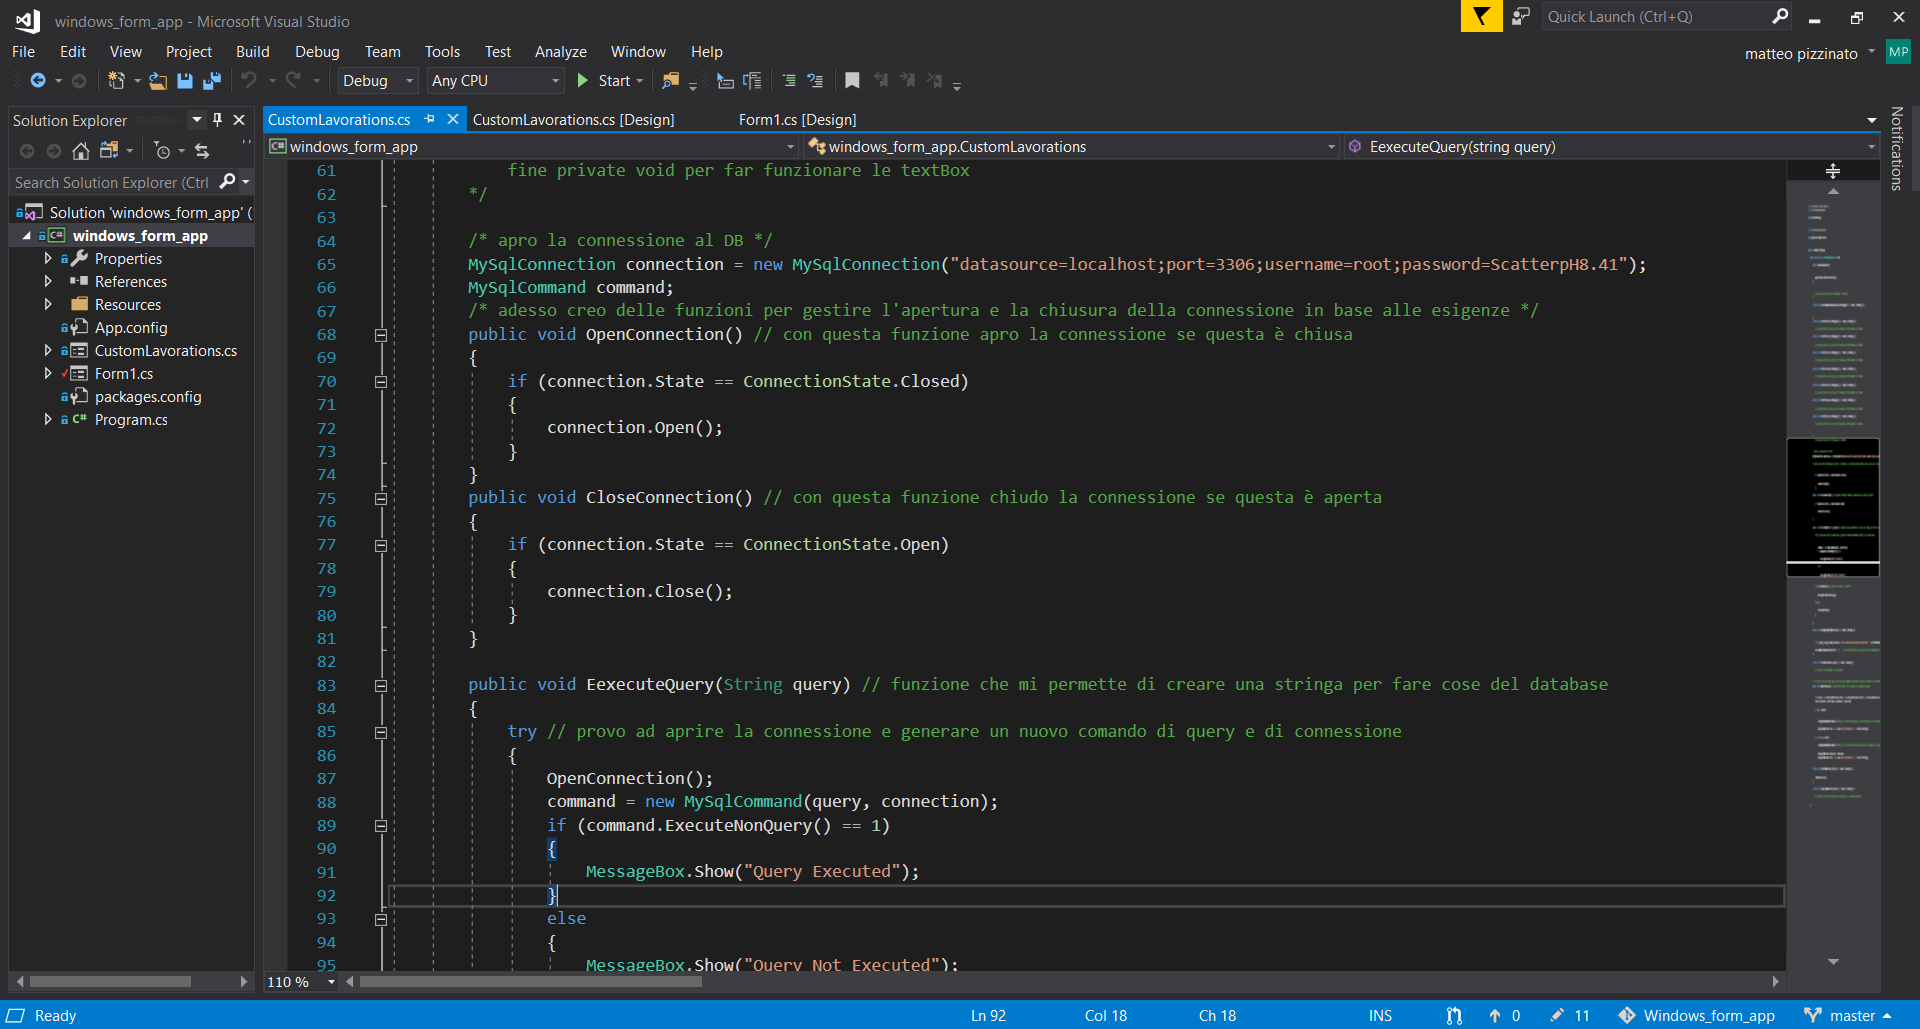 windows_form_app - Microsoft Visual Studio
Quick Launch (Ctrl+Q)
File Edit View Project Build Debug Team Tools Test Analyze Window Help
matteo pizzinato MP
Debug Any CPU Start
Solution Explorer
CustomLavorations.cs CustomLavorations.cs [Design] Form1.cs [Design]
Notifications
windows_form_app windows_form_app.CustomLavorations EexecuteQuery(string query)
Search Solution Explorer (Ctrl
Solution 'windows_form_app' (
windows_form_app
Properties
References
Resources
App.config
CustomLavorations.cs
Form1.cs
packages.config
Program.cs
61 fine private void per far funzionare le textBox
62 */
63
64 /* apro la connessione al DB */
65 MySqlConnection connection = new MySqlConnection("datasource=localhost;port=3306;username=root;password=ScatterpH8.41");
66 MySqlCommand command;
67 /* adesso creo delle funzioni per gestire l'apertura e la chiusura della connessione in base alle esigenze */
68 public void OpenConnection() // con questa funzione apro la connessione se questa è chiusa
69 {
70 if (connection.State == ConnectionState.Closed)
71 {
72 connection.Open();
73 }
74 }
75 public void CloseConnection() // con questa funzione chiudo la connessione se questa è aperta
76 {
77 if (connection.State == ConnectionState.Open)
78 {
79 connection.Close();
80 }
81 }
82
83 public void EexecuteQuery(String query) // funzione che mi permette di creare una stringa per fare cose del database
84 {
85 try // provo ad aprire la connessione e generare un nuovo comando di query e di connessione
86 {
87 OpenConnection();
88 command = new MySqlCommand(query, connection);
89 if (command.ExecuteNonQuery() == 1)
90 {
91 MessageBox.Show("Query Executed");
92 }
93 else
94 {
95 MessageBox.Show("Query Not Executed");
110 %
Ready Ln 92 Col 18 Ch 18 INS 0 11 Windows_form_app master